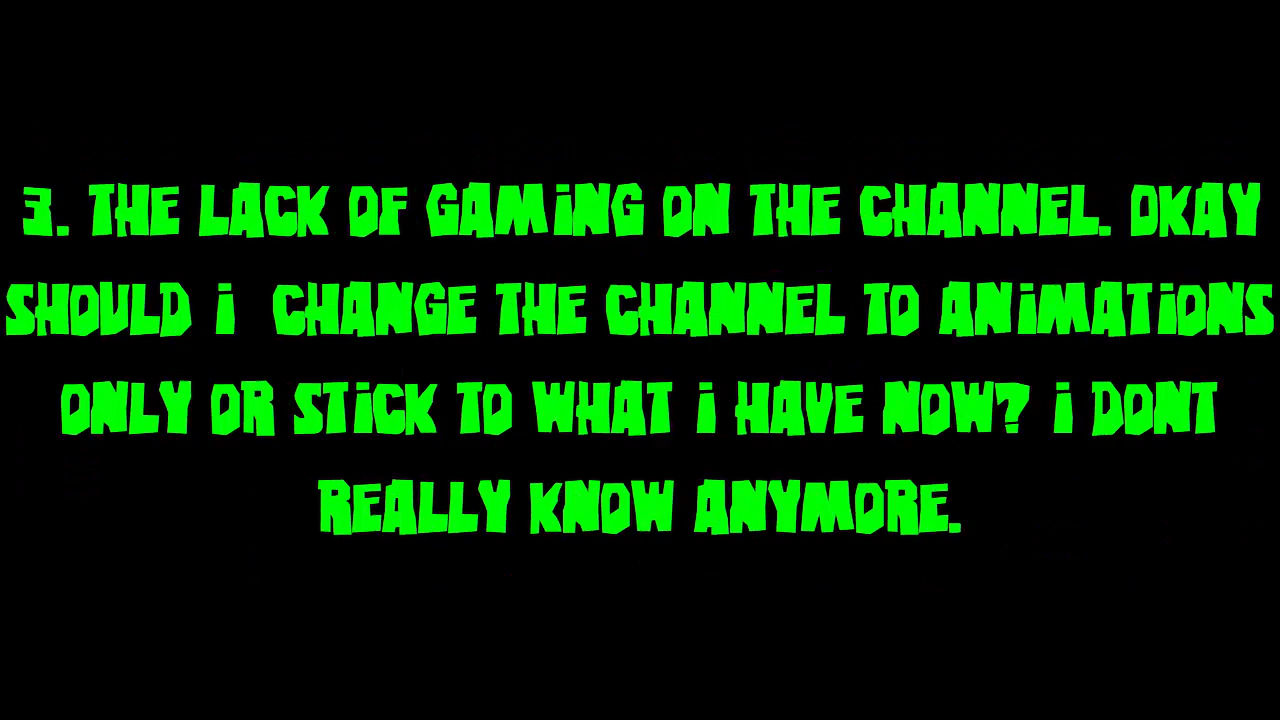 3. THE LACK OF GAMiNG ON THE CHANNEL. OKAY
SHOULD i CHANGE THE CHANNEL TO ANiMATiONS
ONLY OR STiCK TO WHAT i HAVE NOW? i DONT
REALLY KNOW ANYMORE.